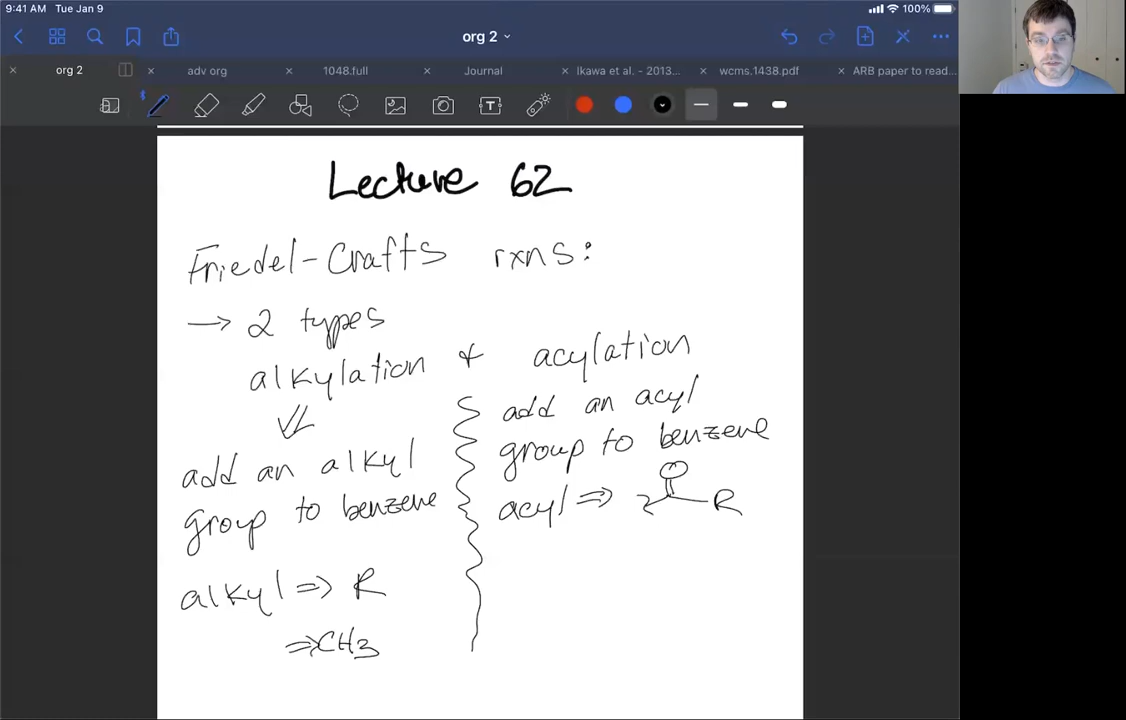 9:41 AM Tue Jan 9
100%
org 2
org 2
adv org
1048.full
Journal
Ikawa et al. - 2013...
wcms.1438.pdf
ARB paper to read...
T
Lecture 62
Friedel-Crafts rxns:
→ 2 types
alkylation & acylation
add an alkyl
group to benzene
alkyl ⇒ R
⇒ CH3
add an acyl
group to benzene
acyl ⇒ O R